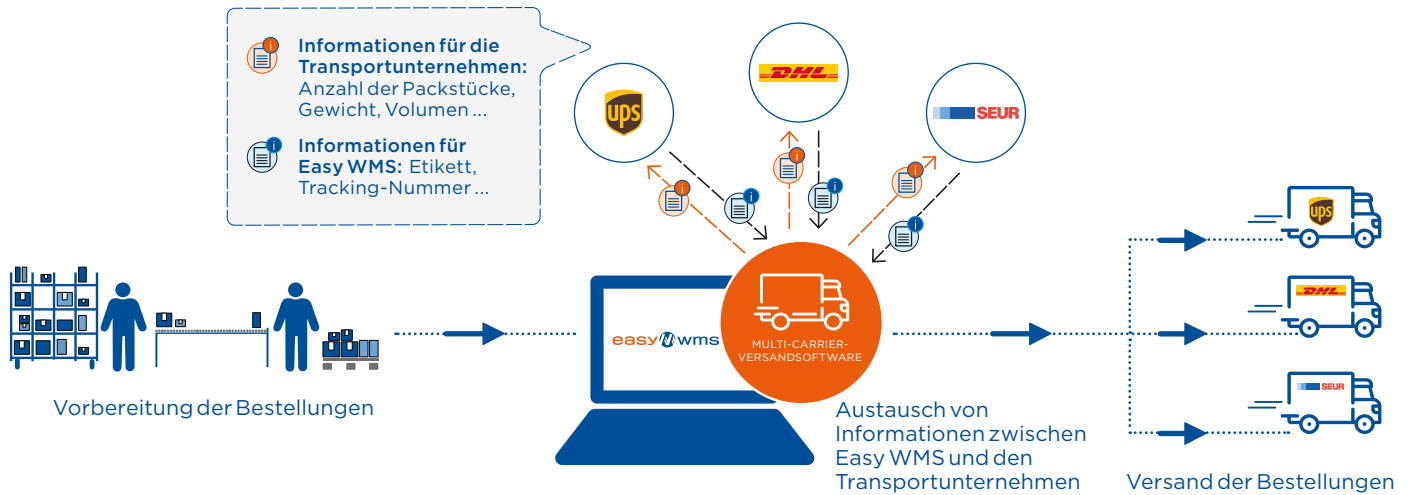 Informationen für die
Transportunternehmen:
Anzahl der Packstücke,
Gewicht, Volumen ...
Informationen für
Easy WMS: Etikett,
Tracking-Nummer ...
ups
DHL
SEUR
i
i
i
i
i
i
i
i
easy wms
MULTI-CARRIER-
VERSANDSOFTWARE
ups
DHL
SEUR
Vorbereitung der Bestellungen
Austausch von
Informationen zwischen
Easy WMS und den
Transportunternehmen
Versand der Bestellungen